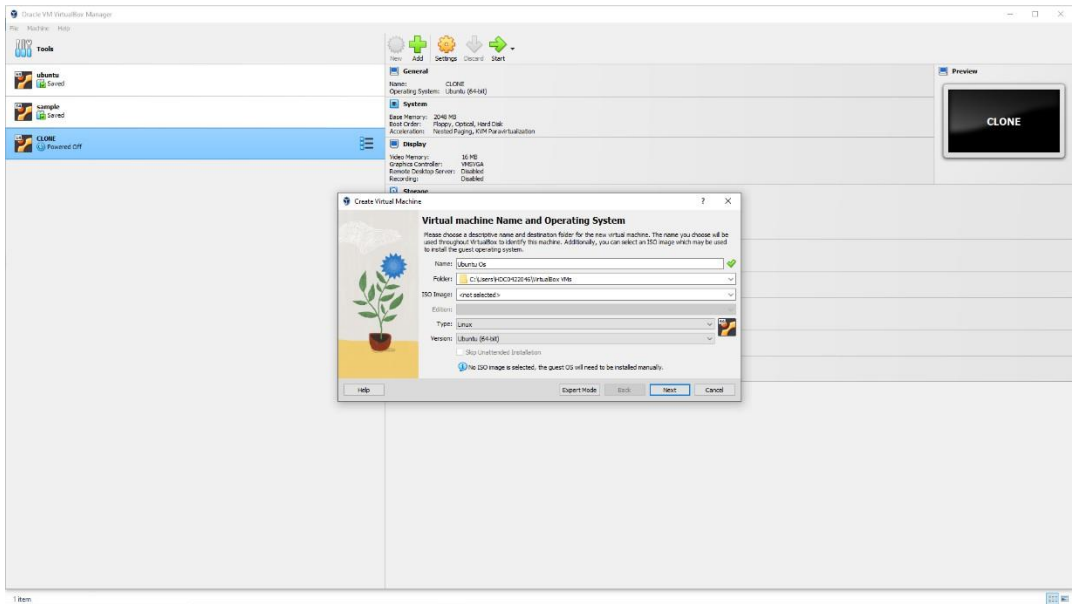 Oracle VM VirtualBox Manager
File Machine Help
Tools
New Add Settings Discard Start
ubuntu
Saved
sample
Saved
CLONE
Powered Off
General
Name: CLONE
Operating System: Ubuntu (64-bit)
System
Base Memory: 2048 MB
Boot Order: Floppy, Optical, Hard Disk
Acceleration: Nested Paging, KVM Paravirtualization
Display
Video Memory: 16 MB
Graphics Controller: VMSVGA
Remote Desktop Server: Disabled
Recording: Disabled
Storage
Preview
CLONE
Create Virtual Machine
Virtual machine Name and Operating System
Please choose a descriptive name and destination folder for the new virtual machine. The name you choose will be
used throughout VirtualBox to identify this machine. Additionally, you can select an ISO image which may be used
to install the guest operating system.
Name: Ubuntu Os
Folder: C:\Users\HDC0422046\VirtualBox VMs
ISO Image: <not selected>
Edition:
Type: Linux
Version: Ubuntu (64-bit)
Skip Unattended Installation
No ISO image is selected, the guest OS will need to be installed manually.
Help Expert Mode Back Next Cancel
1 item